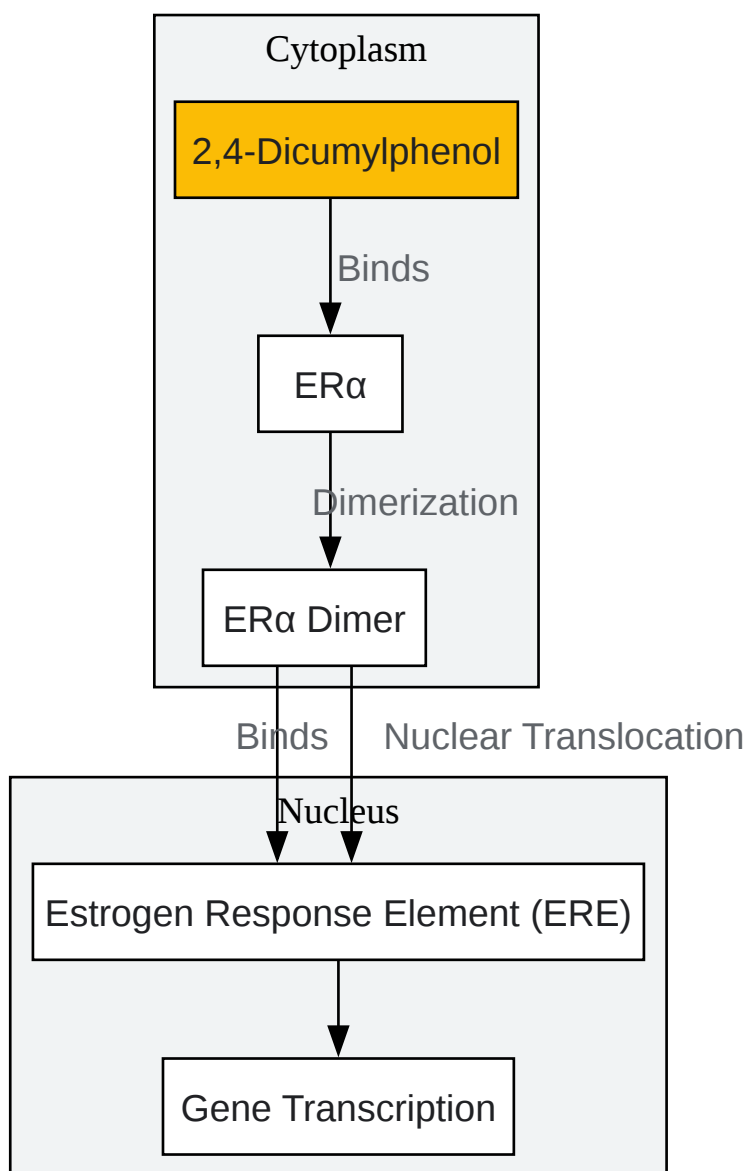 Cytoplasm
2,4-Dicumylphenol
Binds
ERα
Dimerization
ERα Dimer
Binds
Nuclear Translocation
Nucleus
Estrogen Response Element (ERE)
Gene Transcription